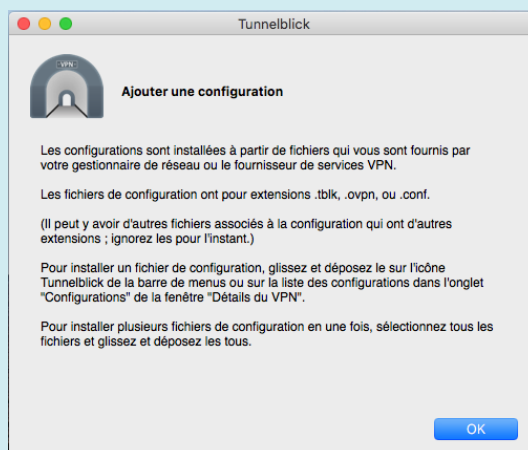 Tunnelblick
VPN
Ajouter une configuration
Les configurations sont installées à partir de fichiers qui vous sont fournis par
votre gestionnaire de réseau ou le fournisseur de services VPN.
Les fichiers de configuration ont pour extensions .tblk, .ovpn, ou .conf.
(Il peut y avoir d'autres fichiers associés à la configuration qui ont d'autres
extensions ; ignorez les pour l'instant.)
Pour installer un fichier de configuration, glissez et déposez le sur l'icône
Tunnelblick de la barre de menus ou sur la liste des configurations dans l'onglet
"Configurations" de la fenêtre "Détails du VPN".
Pour installer plusieurs fichiers de configuration en une fois, sélectionnez tous les
fichiers et glissez et déposez les tous.
OK